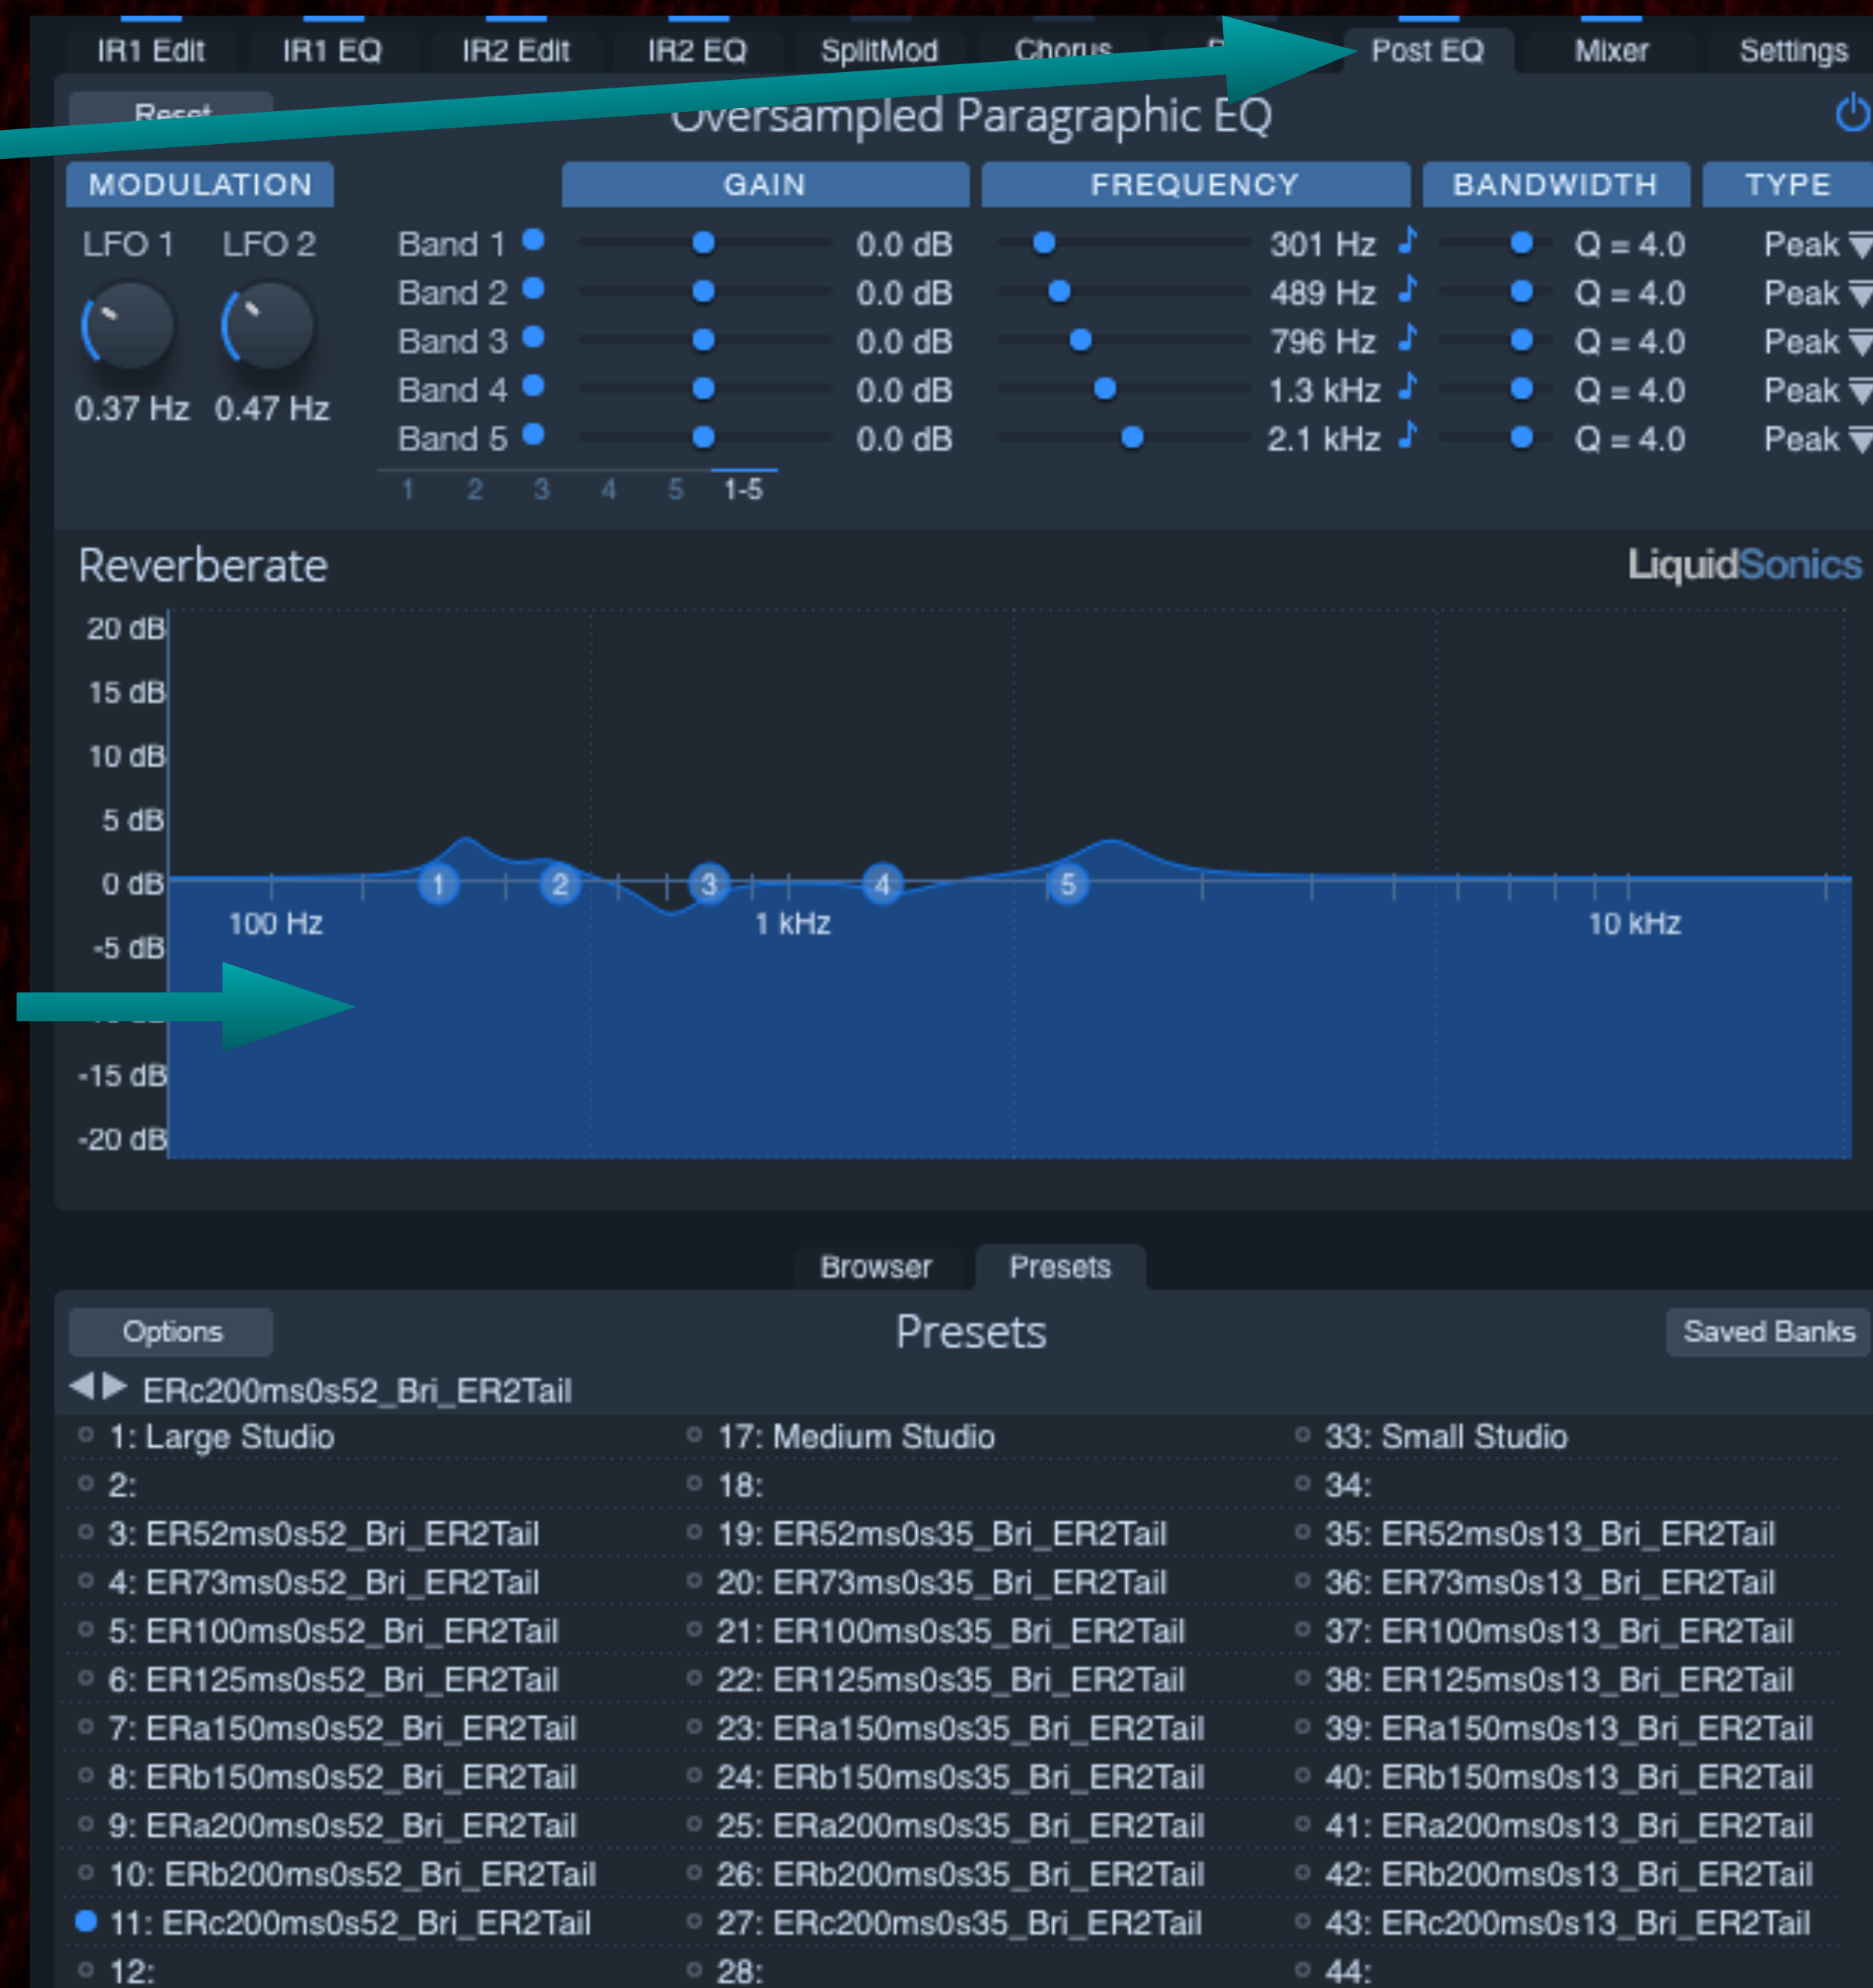 IR1 Edit IR1 EQ IR2 Edit IR2 EQ SplitMod Chorus Post EQ Mixer Settings
Reset Oversampled Paragraphic EQ
MODULATION GAIN FREQUENCY BANDWIDTH TYPE
LFO 1 LFO 2 Band 1 0.0 dB 301 Hz ♪ Q = 4.0 Peak
Band 2 0.0 dB 489 Hz ♪ Q = 4.0 Peak
Band 3 0.0 dB 796 Hz ♪ Q = 4.0 Peak
0.37 Hz 0.47 Hz Band 4 0.0 dB 1.3 kHz ♪ Q = 4.0 Peak
Band 5 0.0 dB 2.1 kHz ♪ Q = 4.0 Peak
1 2 3 4 5 1-5
Reverberate LiquidSonics
20 dB
15 dB
10 dB
5 dB
0 dB 1 2 3 4 5
100 Hz 1 kHz 10 kHz
-5 dB
-15 dB
-20 dB
Browser Presets
Options Presets Saved Banks
ERc200ms0s52_Bri_ER2Tail
1: Large Studio 17: Medium Studio 33: Small Studio
2: 18: 34:
3: ER52ms0s52_Bri_ER2Tail 19: ER52ms0s35_Bri_ER2Tail 35: ER52ms0s13_Bri_ER2Tail
4: ER73ms0s52_Bri_ER2Tail 20: ER73ms0s35_Bri_ER2Tail 36: ER73ms0s13_Bri_ER2Tail
5: ER100ms0s52_Bri_ER2Tail 21: ER100ms0s35_Bri_ER2Tail 37: ER100ms0s13_Bri_ER2Tail
6: ER125ms0s52_Bri_ER2Tail 22: ER125ms0s35_Bri_ER2Tail 38: ER125ms0s13_Bri_ER2Tail
7: ERa150ms0s52_Bri_ER2Tail 23: ERa150ms0s35_Bri_ER2Tail 39: ERa150ms0s13_Bri_ER2Tail
8: ERb150ms0s52_Bri_ER2Tail 24: ERb150ms0s35_Bri_ER2Tail 40: ERb150ms0s13_Bri_ER2Tail
9: ERa200ms0s52_Bri_ER2Tail 25: ERa200ms0s35_Bri_ER2Tail 41: ERa200ms0s13_Bri_ER2Tail
10: ERb200ms0s52_Bri_ER2Tail 26: ERb200ms0s35_Bri_ER2Tail 42: ERb200ms0s13_Bri_ER2Tail
11: ERc200ms0s52_Bri_ER2Tail 27: ERc200ms0s35_Bri_ER2Tail 43: ERc200ms0s13_Bri_ER2Tail
12: 28: 44: